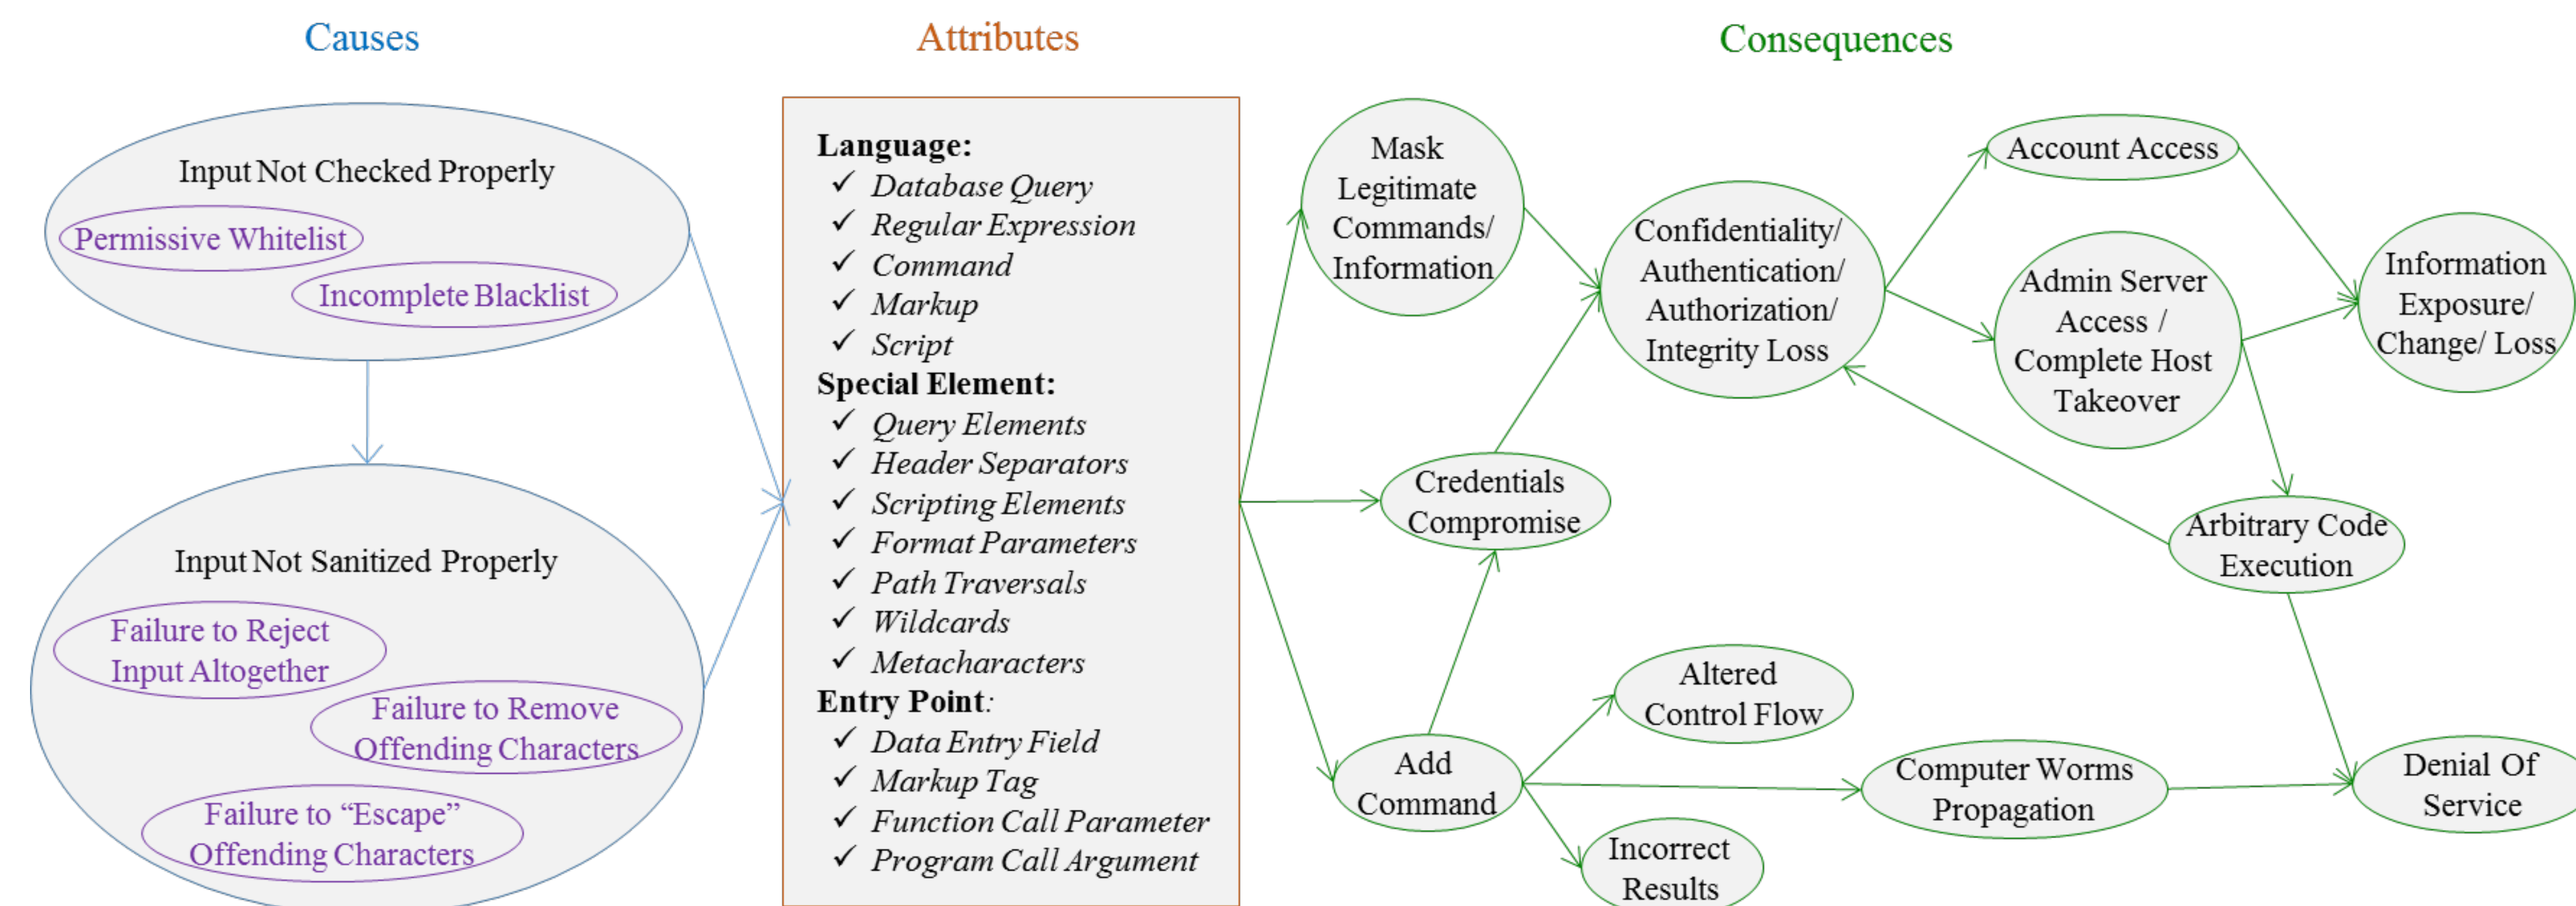 Causes
Attributes
Consequences
Input Not Checked Properly
Permissive Whitelist
Incomplete Blacklist
Input Not Sanitized Properly
Failure to Reject
Input Altogether
Failure to Remove
Offending Characters
Failure to “Escape”
Offending Characters
Language:
✓ Database Query
✓ Regular Expression
✓ Command
✓ Markup
✓ Script
Special Element:
✓ Query Elements
✓ Header Separators
✓ Scripting Elements
✓ Format Parameters
✓ Path Traversals
✓ Wildcards
✓ Metacharacters
Entry Point:
✓ Data Entry Field
✓ Markup Tag
✓ Function Call Parameter
✓ Program Call Argument
Mask
Legitimate
Commands/
Information
Credentials
Compromise
Add
Command
Confidentiality/
Authentication/
Authorization/
Integrity Loss
Altered
Control Flow
Incorrect
Results
Account Access
Admin Server
Access /
Complete Host
Takeover
Computer Worms
Propagation
Information
Exposure/
Change/ Loss
Arbitrary Code
Execution
Denial Of
Service